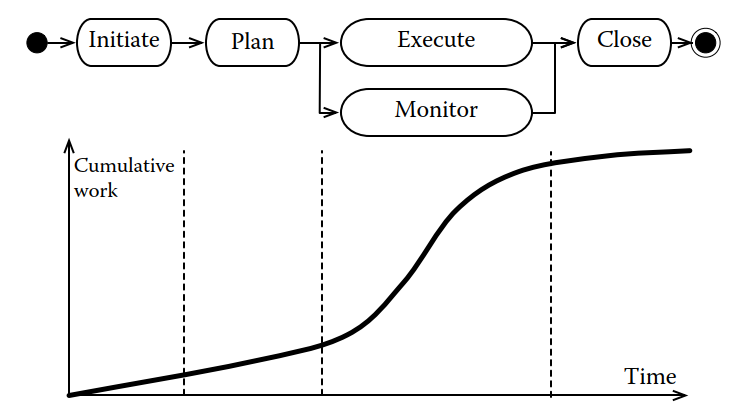 Initiate
Plan
Execute
Close
Monitor
Cumulative
work
Time